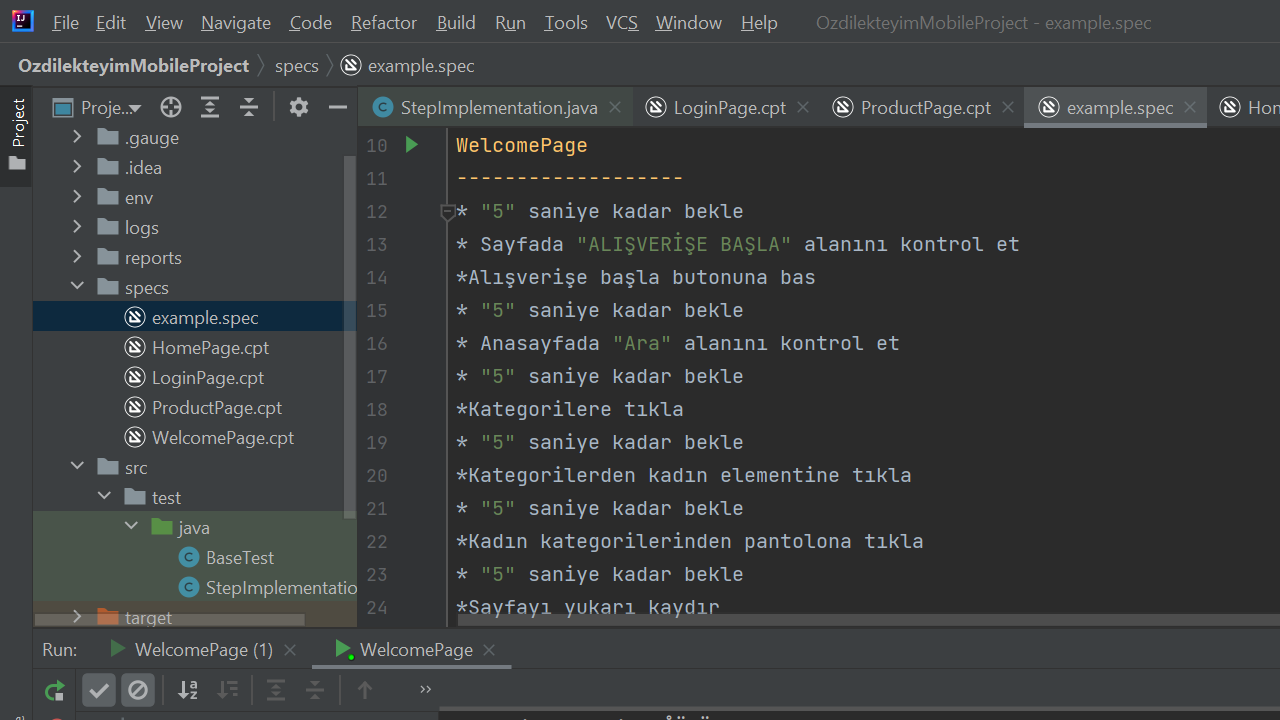 File Edit View Navigate Code Refactor Build Run Tools VCS Window Help OzdilekteyimMobileProject - example.spec
OzdilekteyimMobileProject specs example.spec
Project
Proje...
StepImplementation.java LoginPage.cpt ProductPage.cpt example.spec Hom
.gauge
.idea
env
logs
reports
specs
example.spec
HomePage.cpt
LoginPage.cpt
ProductPage.cpt
WelcomePage.cpt
src
test
java
BaseTest
StepImplementatio
target
10 WelcomePage
11 -------------------
12 * "5" saniye kadar bekle
13 * Sayfada "ALIŞVERİŞE BAŞLA" alanını kontrol et
14 *Alışverişe başla butonuna bas
15 * "5" saniye kadar bekle
16 * Anasayfada "Ara" alanını kontrol et
17 * "5" saniye kadar bekle
18 *Kategorilere tıkla
19 * "5" saniye kadar bekle
20 *Kategorilerden kadın elementine tıkla
21 * "5" saniye kadar bekle
22 *Kadın kategorilerinden pantolona tıkla
23 * "5" saniye kadar bekle
24 *Sayfayı yukarı kaydır
Run: WelcomePage (1) WelcomePage